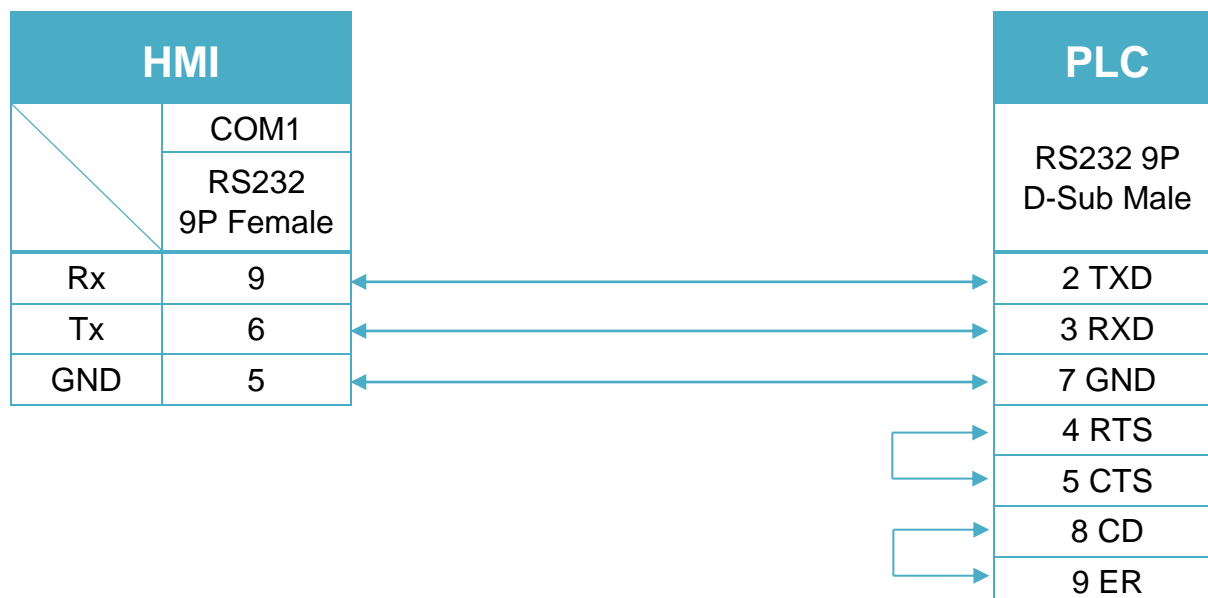 HMI
PLC
COM1
RS232
9P Female
RS232 9P
D-Sub Male
Rx 9 2 TXD
Tx 6 3 RXD
GND 5 7 GND
4 RTS
5 CTS
8 CD
9 ER